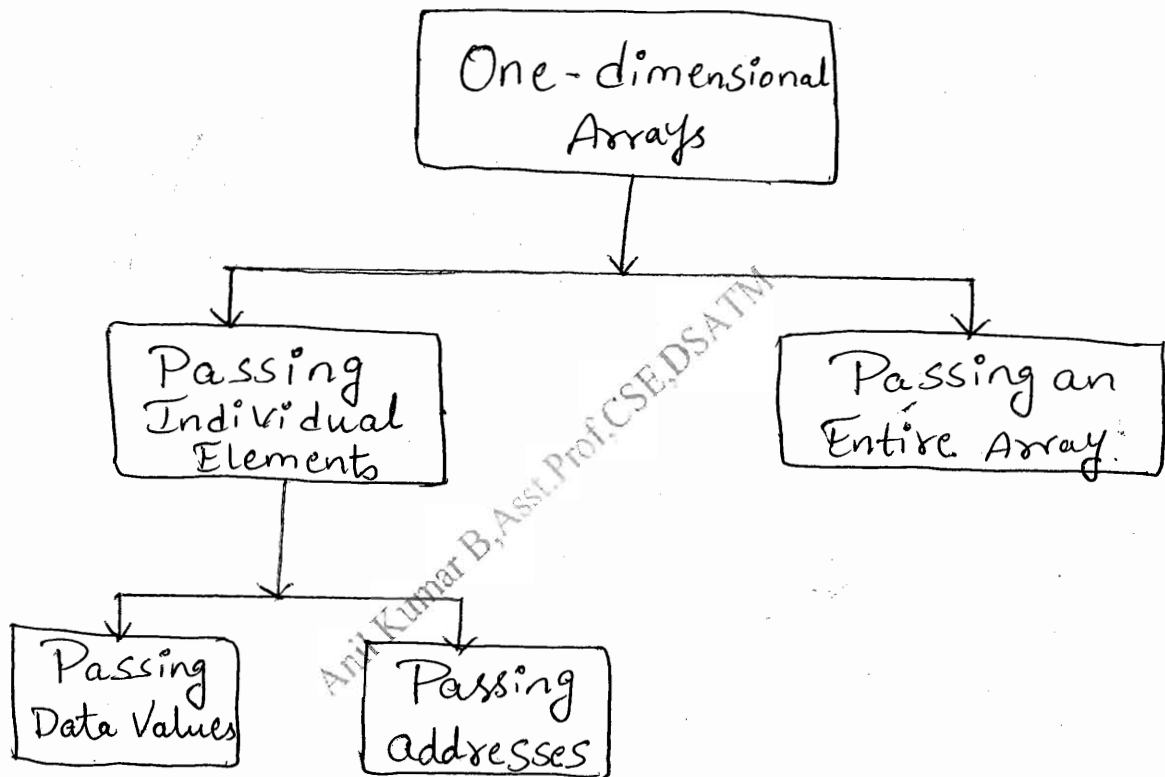 One-dimensional
Arrays
Passing
Individual
Elements
Passing an
Entire Array.
Passing
Data Values
Passing
addresses
Anil Kumar B,Asst.Prof,CSE,DSATM